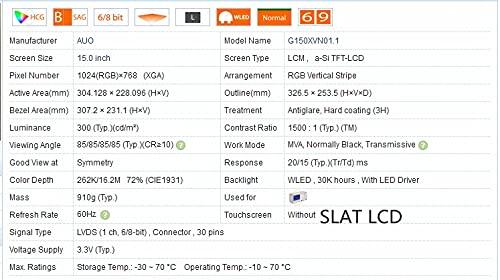 HCG B SAG 6/8 bit L WLED Normal 69
Manufacturer AUO Model Name G150XVN01.1
Screen Size 15.0 inch Screen Type LCM , a-Si TFT-LCD
Pixel Number 1024(RGB)×768 (XGA) Arrangement RGB Vertical Stripe
Active Area(mm) 304.128 × 228.096 (H×V) Outline(mm) 326.5 × 253.5 (H×V×D)
Bezel Area(mm) 307.2 × 231.1 (H×V) Treatment Antiglare, Hard coating (3H)
Luminance 300 (Typ.)(cd/m²) Contrast Ratio 1500 : 1 (Typ.) (TM)
Viewing Angle 85/85/85/85 (Typ.)(CR≥10) ? Work Mode MVA, Normally Black, Transmissive ?
Good View at Symmetry Response 20/15 (Typ.)(Tr/Td) ms
Color Depth 262K/16.2M 72% (CIE1931) Backlight WLED , 30K hours , With LED Driver
Mass 910g (Typ.) Used for
Refresh Rate 60Hz ? Touchscreen Without SLAT LCD
Signal Type LVDS (1 ch, 6/8-bit) , Connector , 30 pins
Voltage Supply 3.3V (Typ.)
Max. Ratings Storage Temp.: -30 ~ 70 °C Operating Temp.: -10 ~ 70 °C